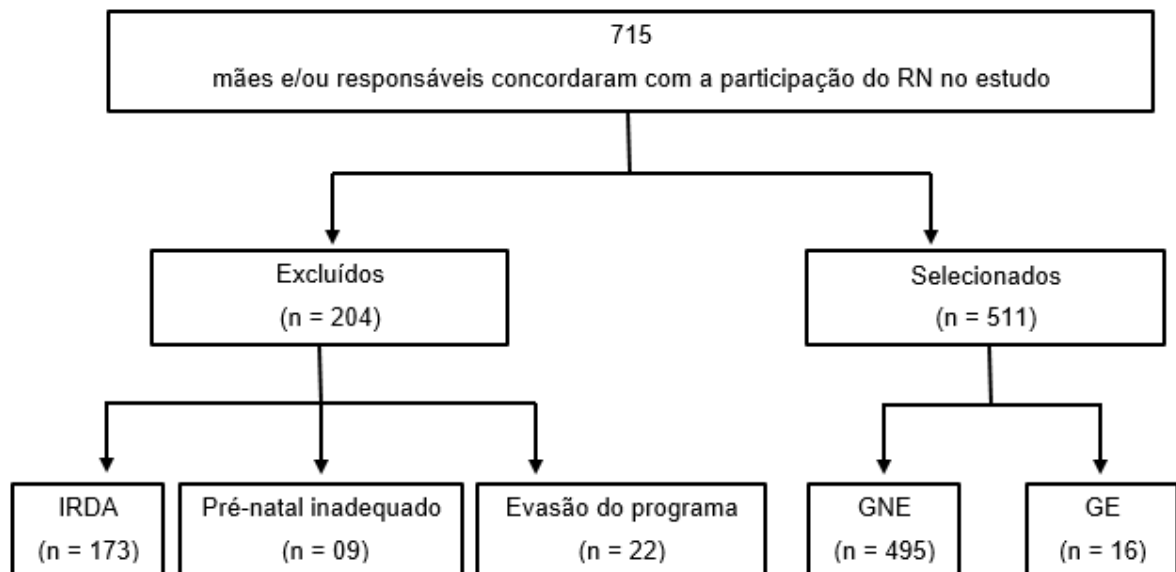 715
mães e/ou responsáveis concordaram com a participação do RN no estudo
Excluídos
(n = 204)
Selecionados
(n = 511)
IRDA
(n = 173)
Pré-natal inadequado
(n = 09)
Evasão do programa
(n = 22)
GNE
(n = 495)
GE
(n = 16)